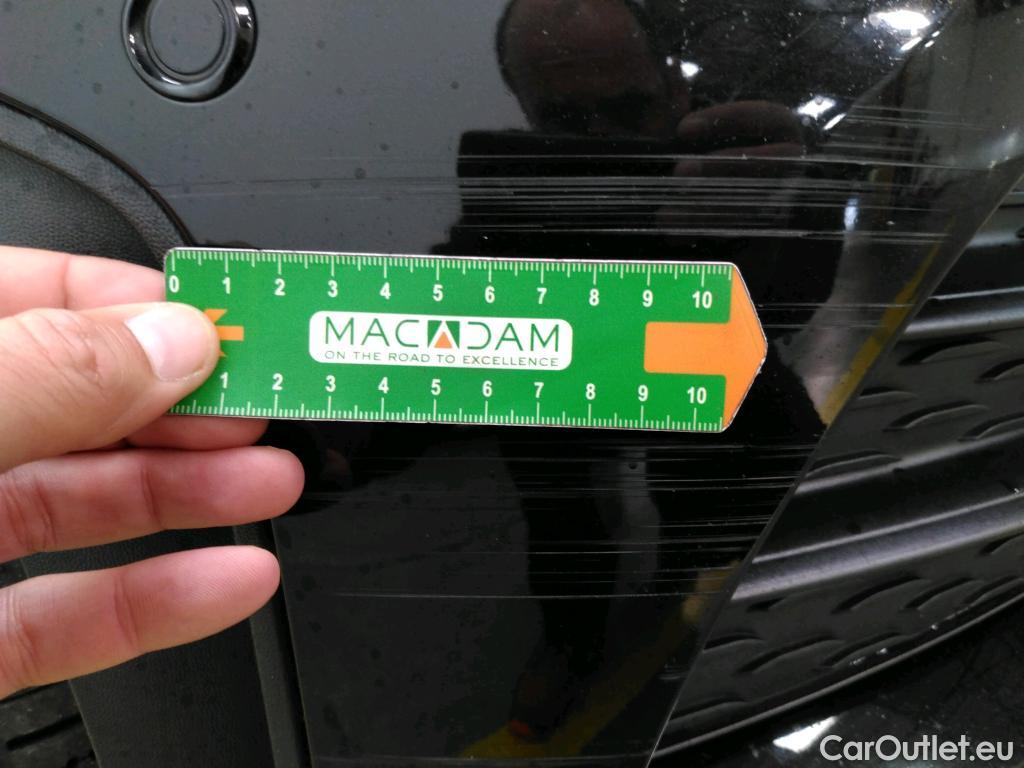 0 1 2 3 4 5 6 7 8 9 10
MACADAM
ON THE ROAD TO EXCELLENCE
1 2 3 4 5 6 7 8 9 10
CarOutlet.eu